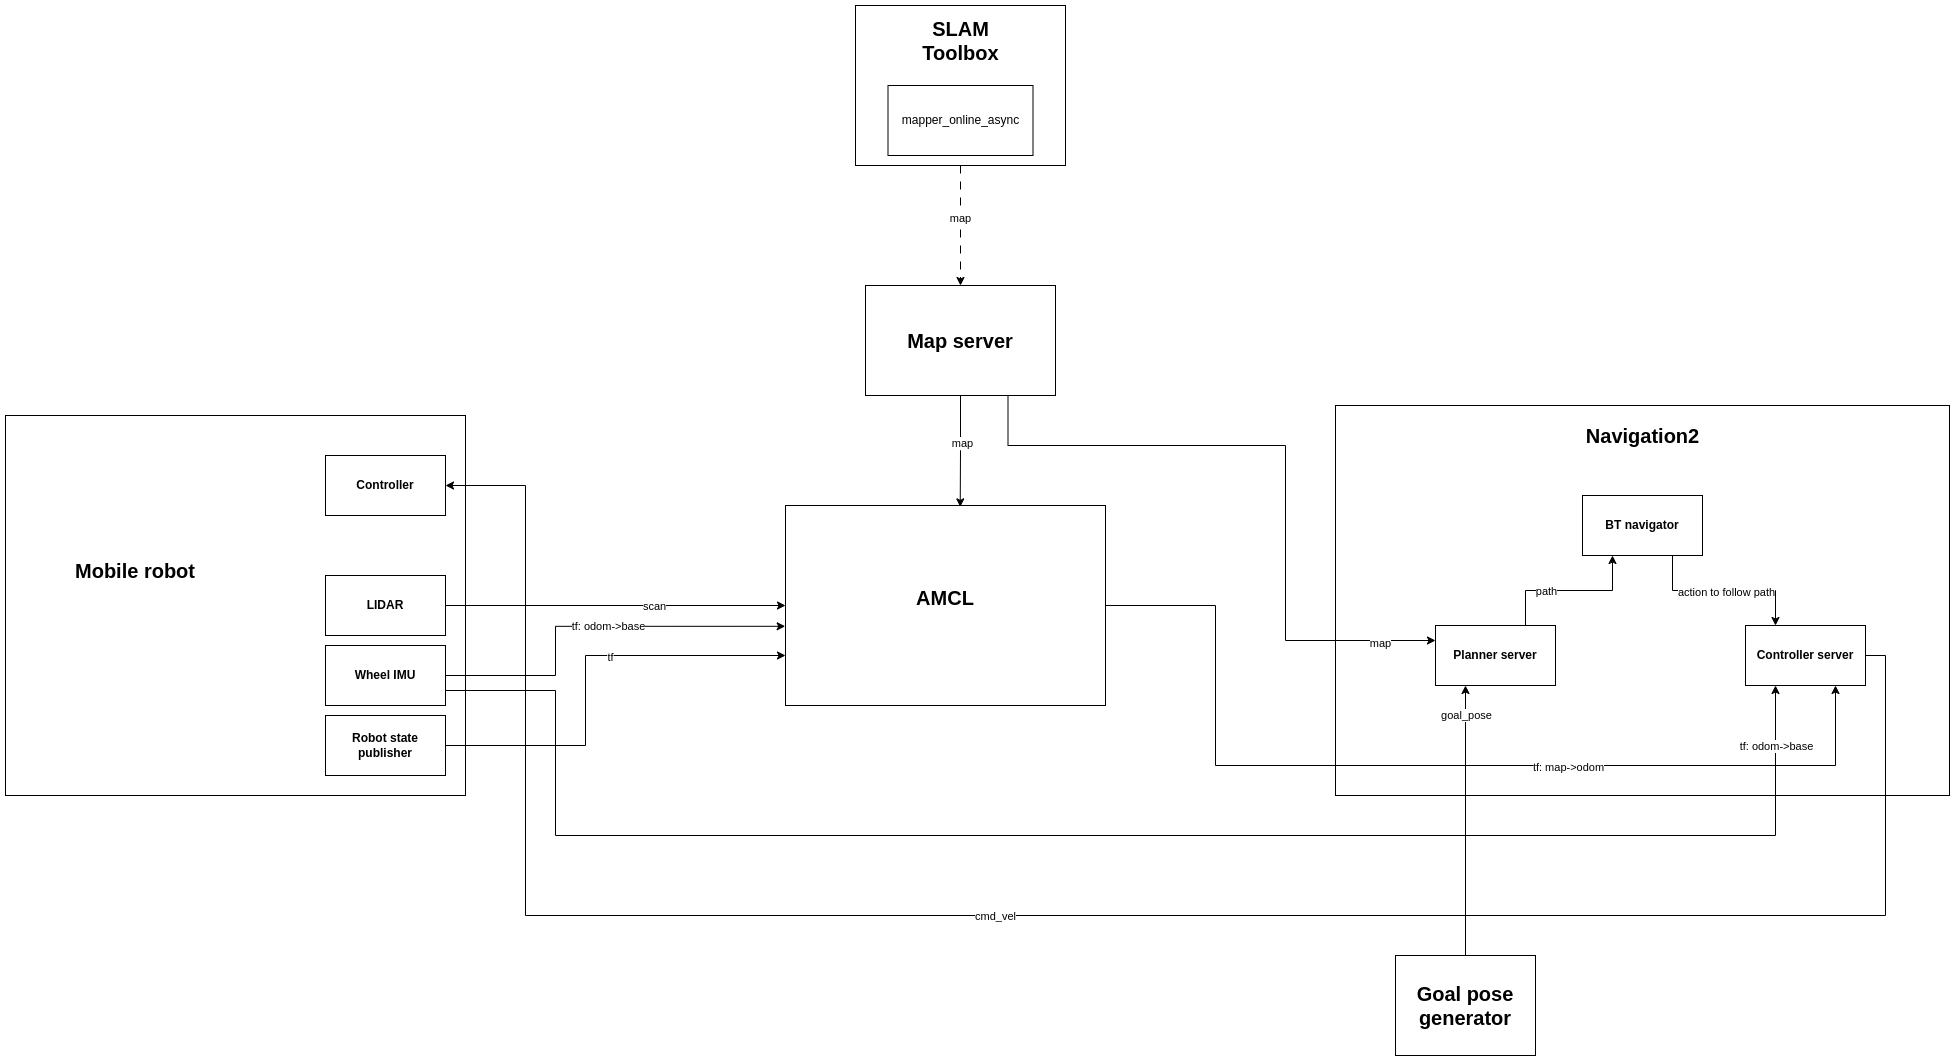 SLAM
Toolbox
mapper_online_async
map
Map server
map
Mobile robot
Controller
LIDAR
Wheel IMU
Robot state
publisher
scan
tf: odom->base
tf
AMCL
Navigation2
BT navigator
path
action to follow path
map
Planner server
Controller server
goal_pose
tf: odom->base
tf: map->odom
cmd_vel
Goal pose
generator